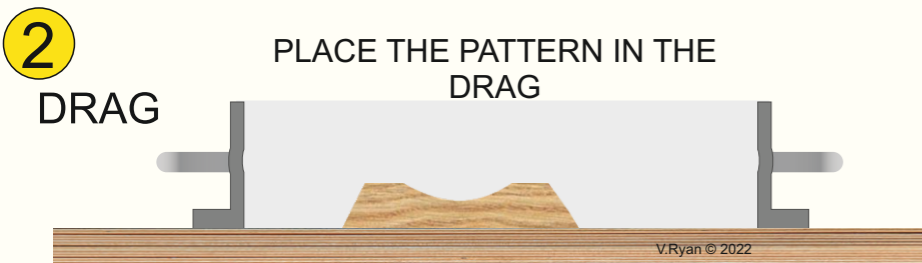 2
DRAG
PLACE THE PATTERN IN THE
DRAG
V.Ryan © 2022